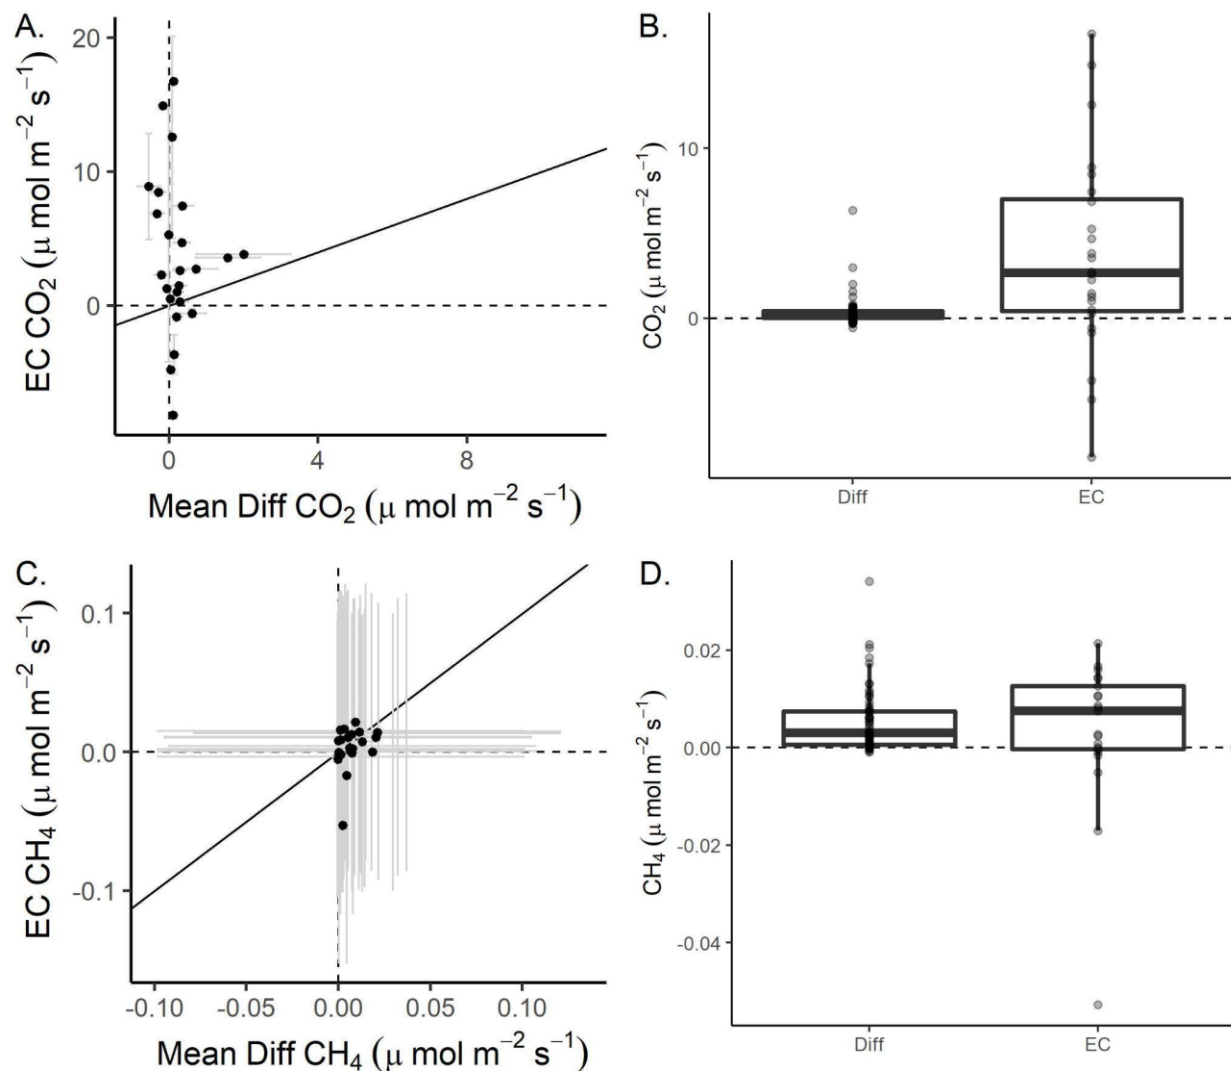 A.
EC CO₂ (μ mol m⁻² s⁻¹)
20
10
0
0 4 8
Mean Diff CO₂ (μ mol m⁻² s⁻¹)
B.
CO₂ (μ mol m⁻² s⁻¹)
10
0
Diff EC
C.
EC CH₄ (μ mol m⁻² s⁻¹)
0.1
0.0
-0.1
-0.10 -0.05 0.00 0.05 0.10
Mean Diff CH₄ (μ mol m⁻² s⁻¹)
D.
CH₄ (μ mol m⁻² s⁻¹)
0.02
0.00
-0.02
-0.04
Diff EC